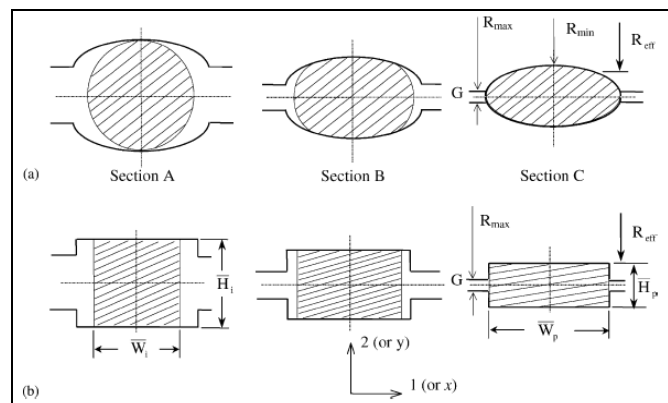 R_max
R_min
R_eff
G
(a)
Section A
Section B
Section C
R_max
R_eff
G
H̅_i
H̅_p,
W̅_i
W̅_p
2 (or y)
1 (or x)
(b)